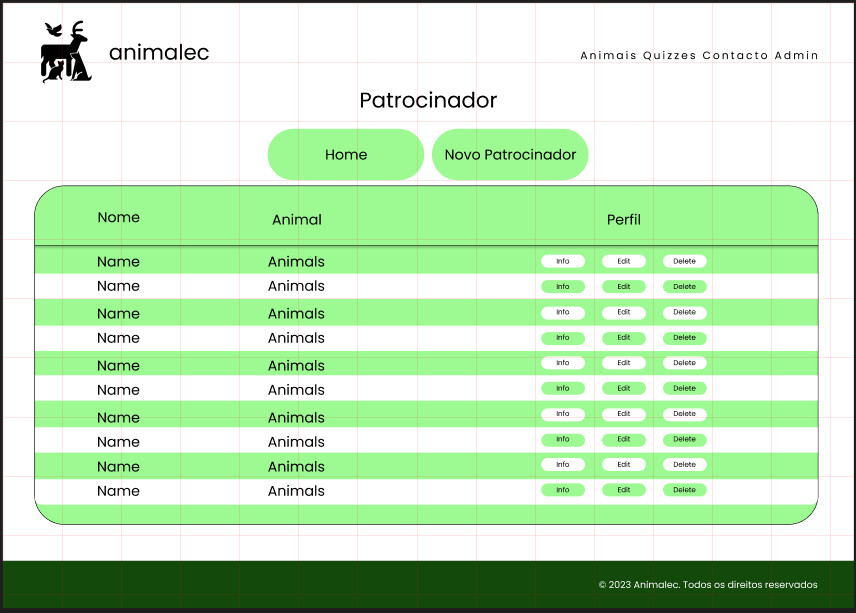 animalec
Animais Quizzes Contacto Admin
Patrocinador
Home Novo Patrocinador
Nome Animal Perfil
Name Animals Info Edit Delete
Name Animals Info Edit Delete
Name Animals Info Edit Delete
Name Animals Info Edit Delete
Name Animals Info Edit Delete
Name Animals Info Edit Delete
Name Animals Info Edit Delete
Name Animals Info Edit Delete
Name Animals Info Edit Delete
Name Animals Info Edit Delete
© 2023 Animalec. Todos os direitos reservados